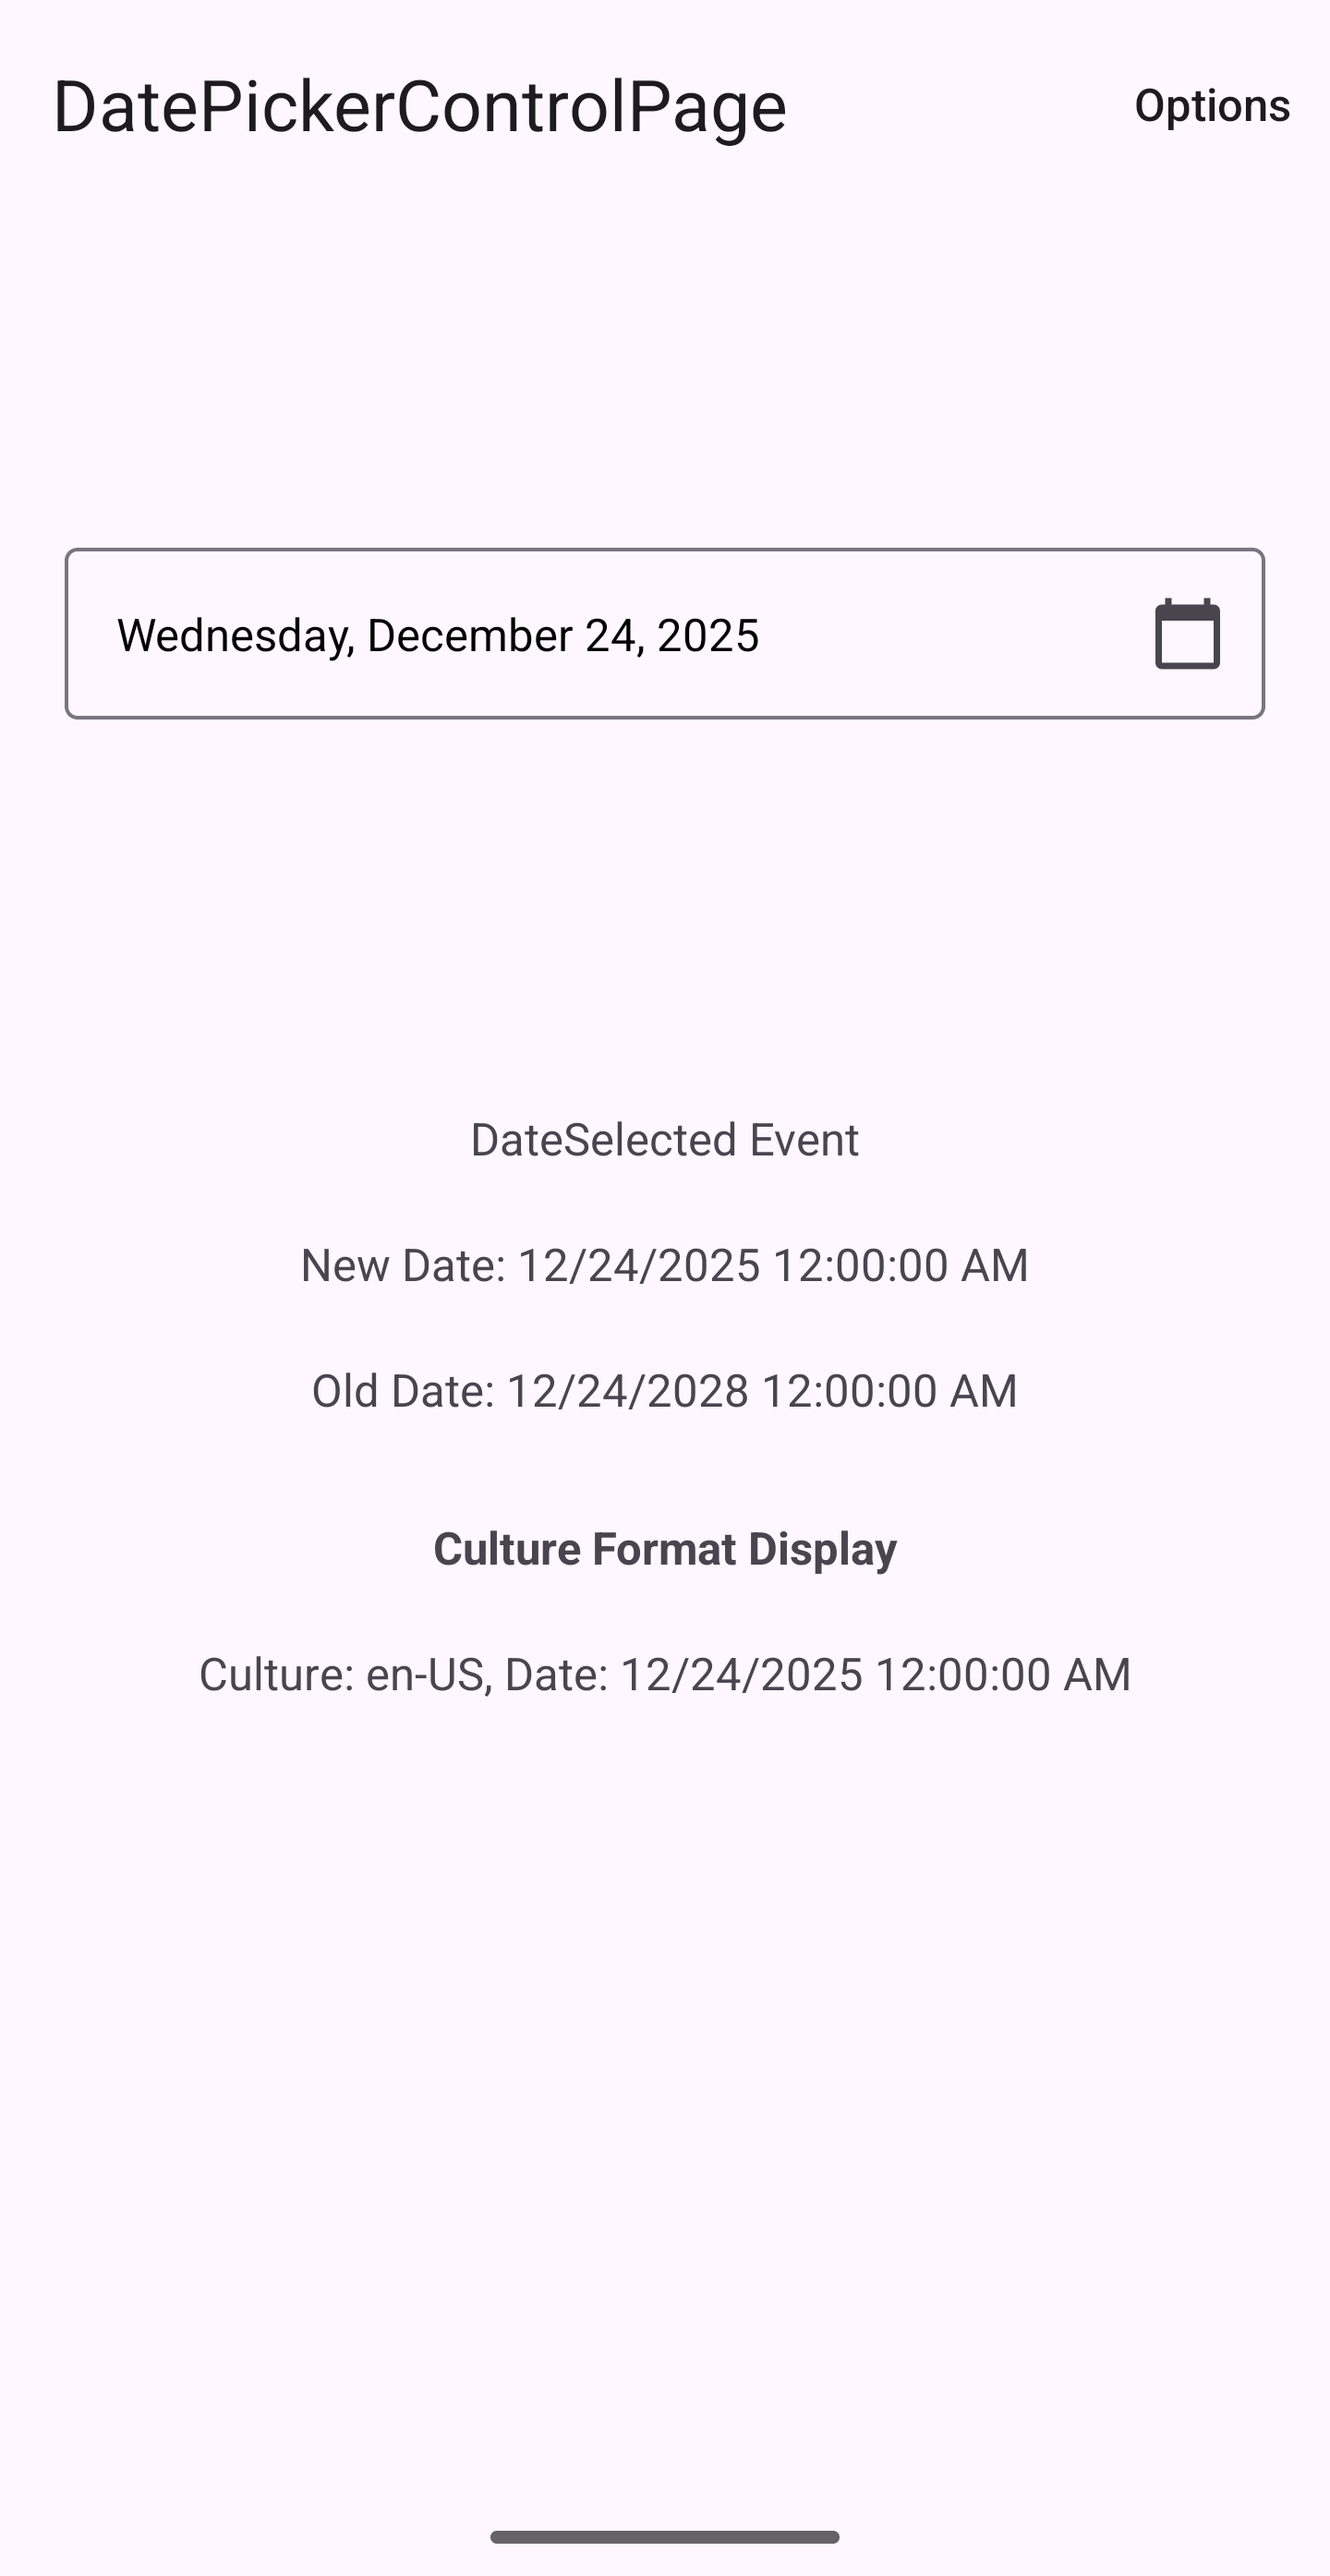 DatePickerControlPage
Options
Wednesday, December 24, 2025
DateSelected Event
New Date: 12/24/2025 12:00:00 AM
Old Date: 12/24/2028 12:00:00 AM
Culture Format Display
Culture: en-US, Date: 12/24/2025 12:00:00 AM